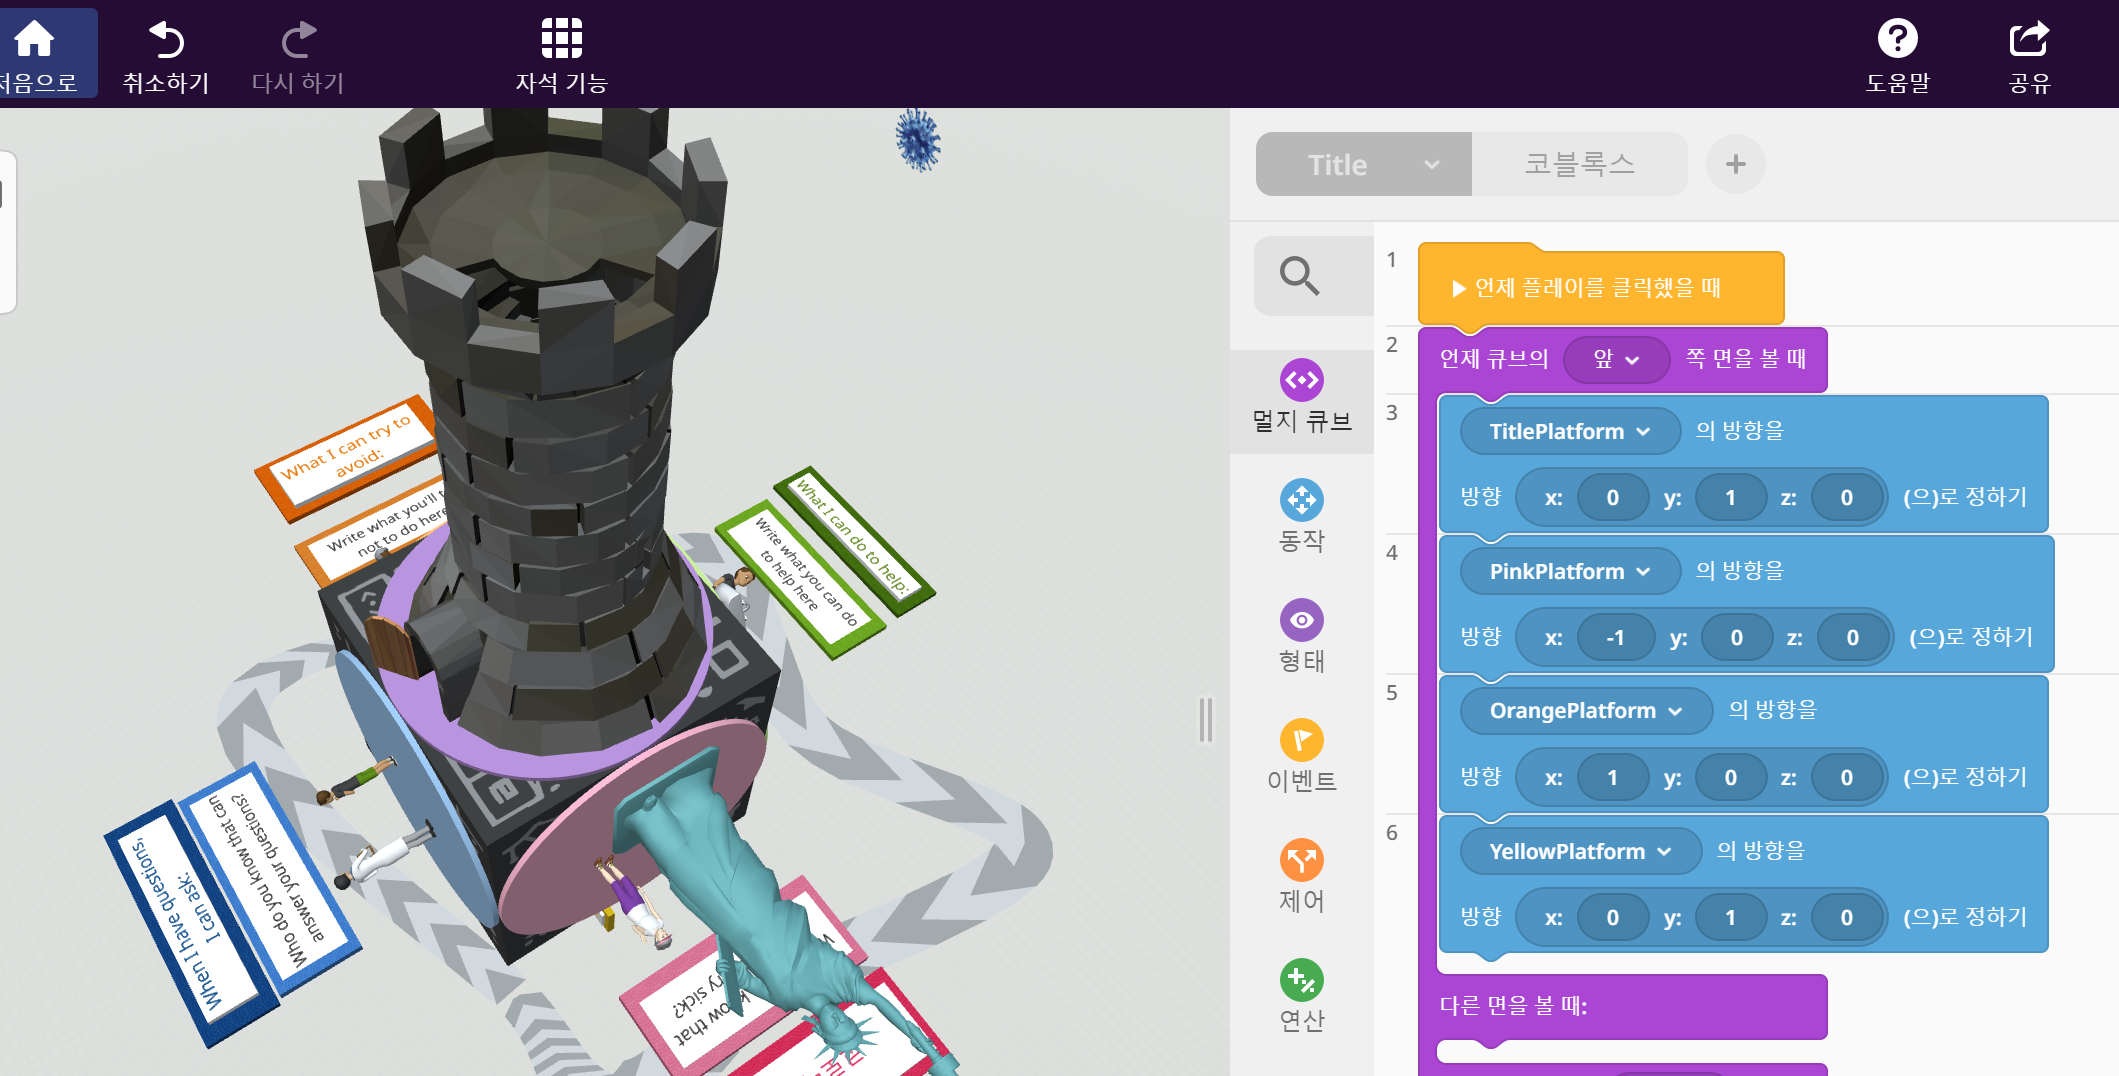 처음으로
취소하기
다시 하기
자석 기능
도움말
공유
Title
코블록스
What I can try to
avoid:
Write what you'll t
not to do here
What I can do to help:
Write what you can do
to help here
Who do you know that can
answer your questions?
When I have questions,
I can ask:
ow that
ry sick?
멀지 큐브
동작
형태
이벤트
제어
연산
1
언제 플레이를 클릭했을 때
2
언제 큐브의 앞 쪽 면을 볼 때
3
TitlePlatform 의 방향을
방향 x: 0 y: 1 z: 0 (으)로 정하기
4
PinkPlatform 의 방향을
방향 x: -1 y: 0 z: 0 (으)로 정하기
5
OrangePlatform 의 방향을
방향 x: 1 y: 0 z: 0 (으)로 정하기
6
YellowPlatform 의 방향을
방향 x: 0 y: 1 z: 0 (으)로 정하기
다른 면을 볼 때: